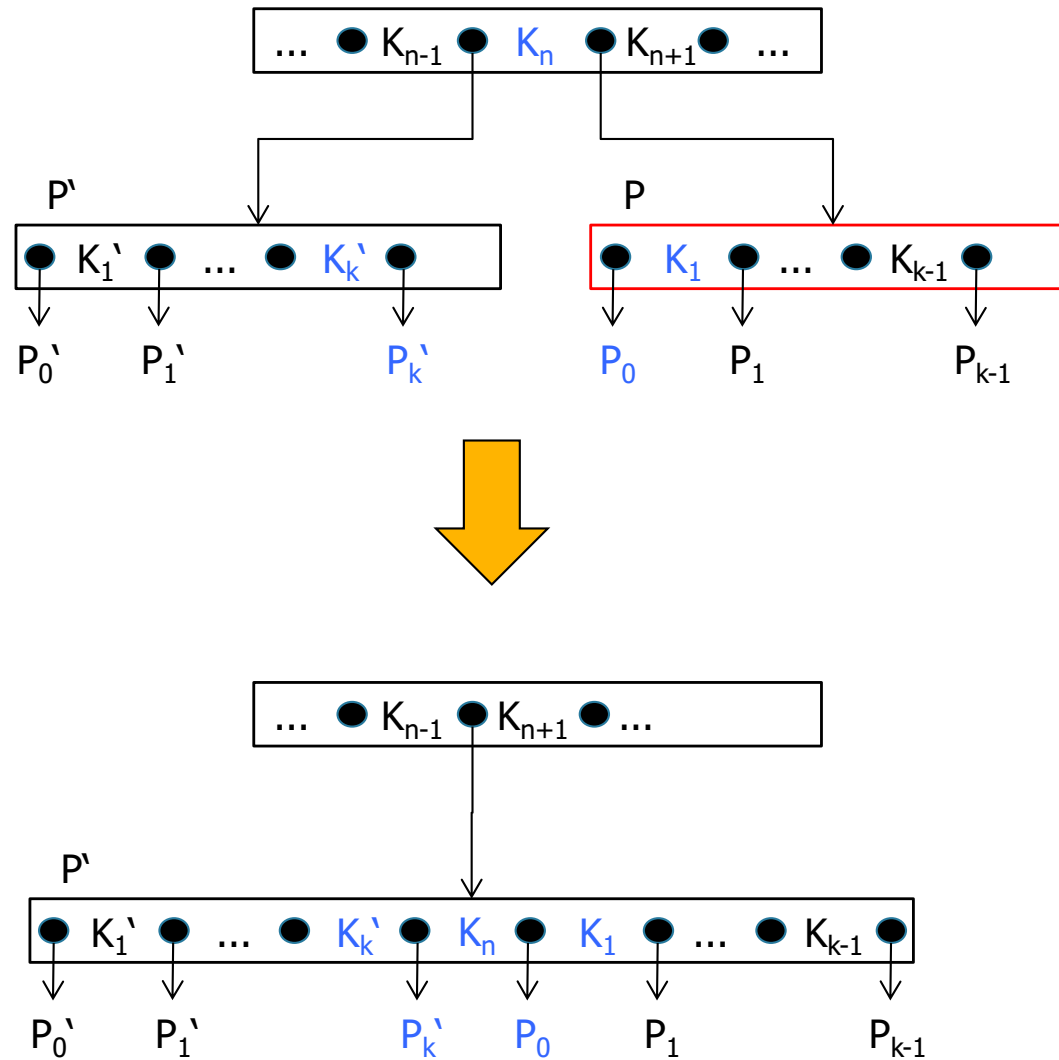 ... K_{n-1} K_n K_{n+1} ...
P` P
K_1` ... K_k` K_1 ... K_{k-1}
P_0` P_1` P_k` P_0 P_1 P_{k-1}
... K_{n-1} K_{n+1} ...
P`
K_1` ... K_k` K_n K_1 ... K_{k-1}
P_0` P_1` P_k` P_0 P_1 P_{k-1}